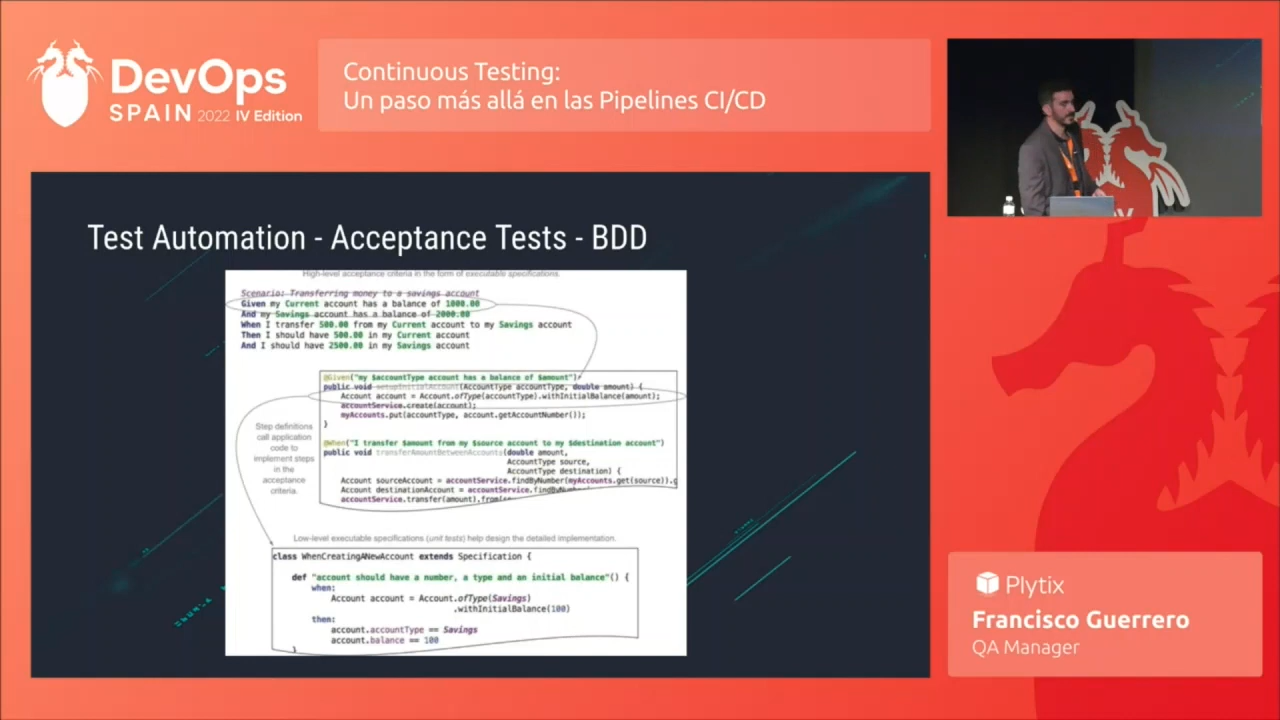 DevOps
SPAIN 2022 IV Edition
Continuous Testing:
Un paso más allá en las Pipelines CI/CD
Test Automation - Acceptance Tests - BDD
High-level acceptance criteria in the form of executable specifications.
Scenario: Transferring money to a savings account
Given my Current account has a balance of 1000.00
And my Savings account has a balance of 2000.00
When I transfer 500.00 from my Current account to my Savings account
Then I should have 500.00 in my Current account
And I should have 2500.00 in my Savings account
@Given("my $accountType account has a balance of $amount")
public void setupInitialAccount(AccountType accountType, double amount) {
Account account = Account.ofType(accountType).withInitialBalance(amount);
accountService.create(account);
myAccounts.put(accountType, account.getAccountNumber());
}
@When("I transfer $amount from my $source account to my $destination account")
public void transferAmountBetweenAccounts(double amount,
AccountType source,
AccountType destination) {
Account sourceAccount = accountService.findByNumber(myAccounts.get(source)).g
Account destinationAccount = accountService.findByNumber
accountService.transfer(amount).from(
Step definitions
call application
code to
implement steps
in the
acceptance
criteria.
Low-level executable specifications (unit tests) help design the detailed implementation.
class WhenCreatingANewAccount extends Specification {
def "account should have a number, a type and an initial balance"() {
when:
Account account = Account.ofType(Savings)
.withInitialBalance(100)
then:
account.accountType == Savings
account.balance == 100
}
Plytix
Francisco Guerrero
QA Manager